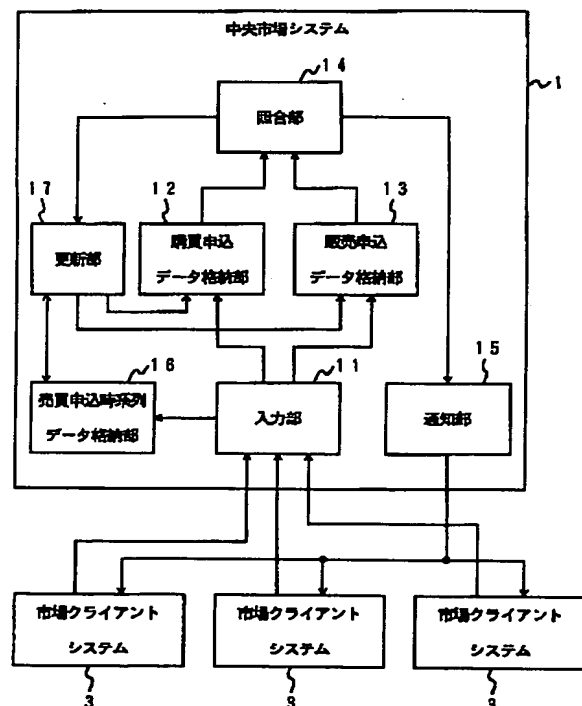 中央市場システム
14
1
照合部
17
12
13
更新部
購買申込
データ格納部
販売申込
データ格納部
16
11
15
売買申込時系列
データ格納部
入力部
通知部
市場クライアント
システム
市場クライアント
システム
市場クライアント
システム
3
3
3